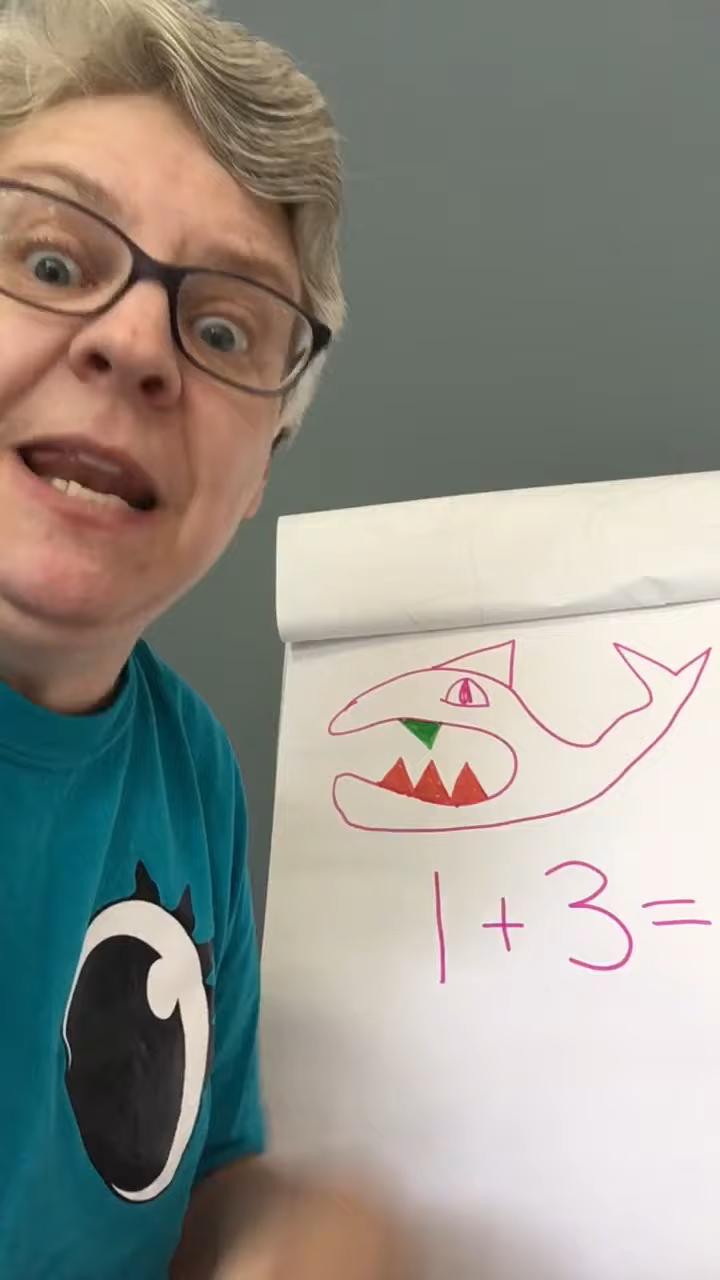 1 + 3 =